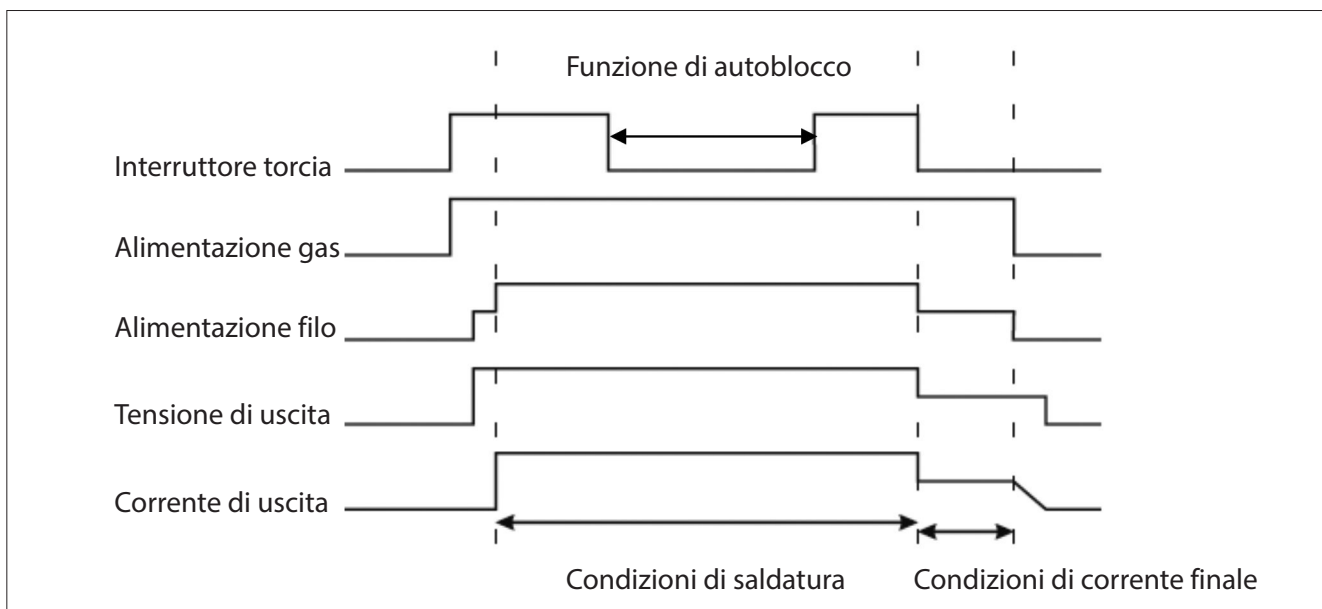 Funzione di autoblocco
Interruttore torcia
Alimentazione gas
Alimentazione filo
Tensione di uscita
Corrente di uscita
Condizioni di saldatura
Condizioni di corrente finale